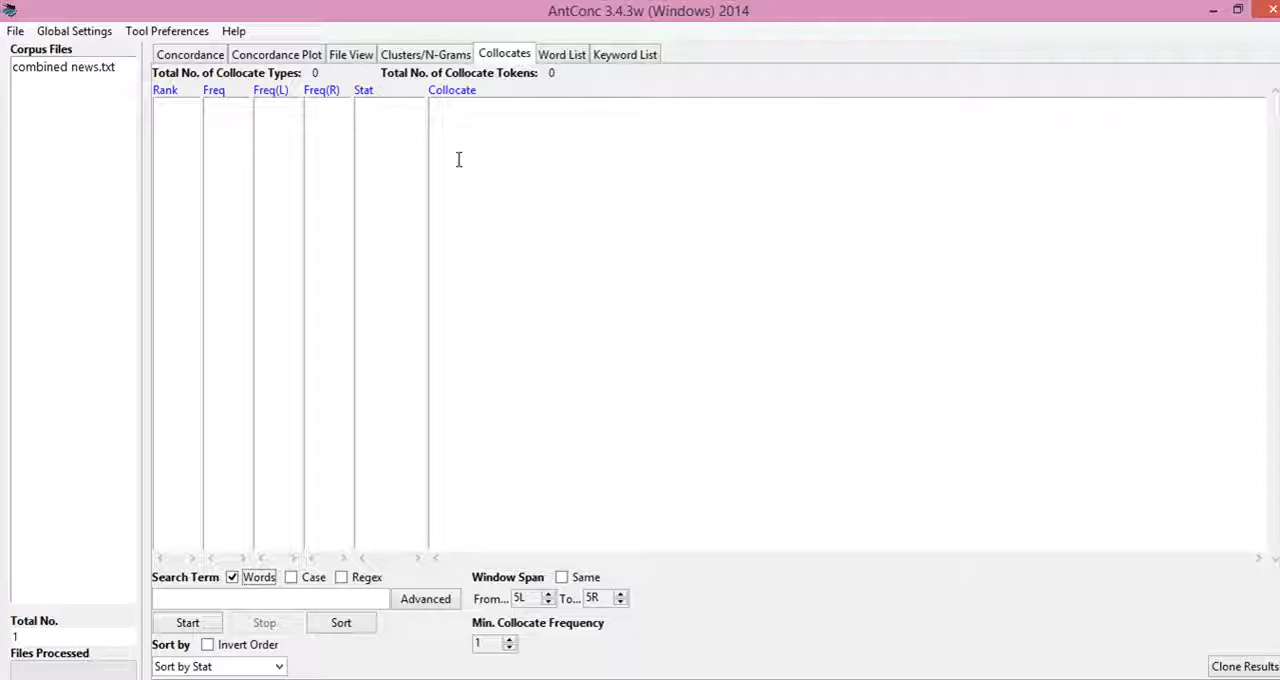 AntConc 3.4.3w (Windows) 2014
File Global Settings Tool Preferences Help
Corpus Files
combined news.txt
Concordance Concordance Plot File View Clusters/N-Grams Collocates Word List Keyword List
Total No. of Collocate Types: 0 Total No. of Collocate Tokens: 0
Rank Freq Freq(L) Freq(R) Stat Collocate
Search Term Words Case Regex Window Span Same
Advanced From... 5L To... 5R
Total No.
1
Start Stop Sort Min. Collocate Frequency
Sort by Invert Order 1
Files Processed
Sort by Stat Clone Results